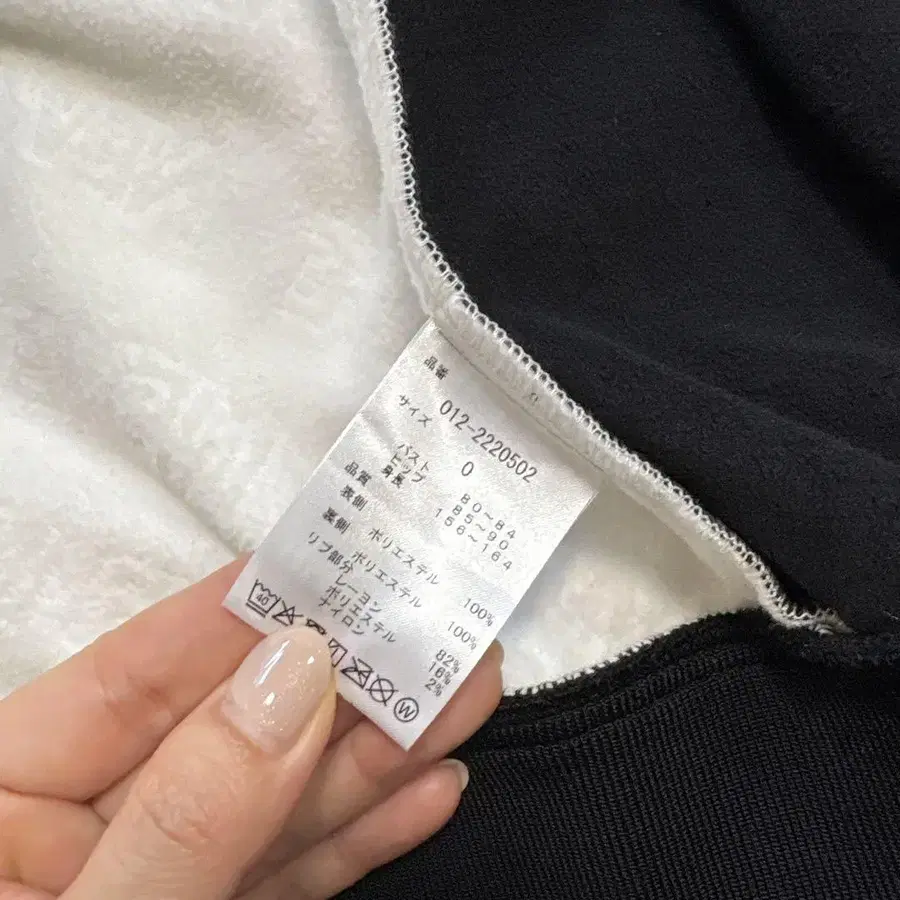 品番
012-2220502
サイズ
0
バスト 80～84
ヒップ 85～90
身長 156～164
品質
表側 ポリエステル 100%
裏側 ポリエステル 100%
リブ部分
レーヨン 82%
ポリエステル 16%
ナイロン 2%
40
W